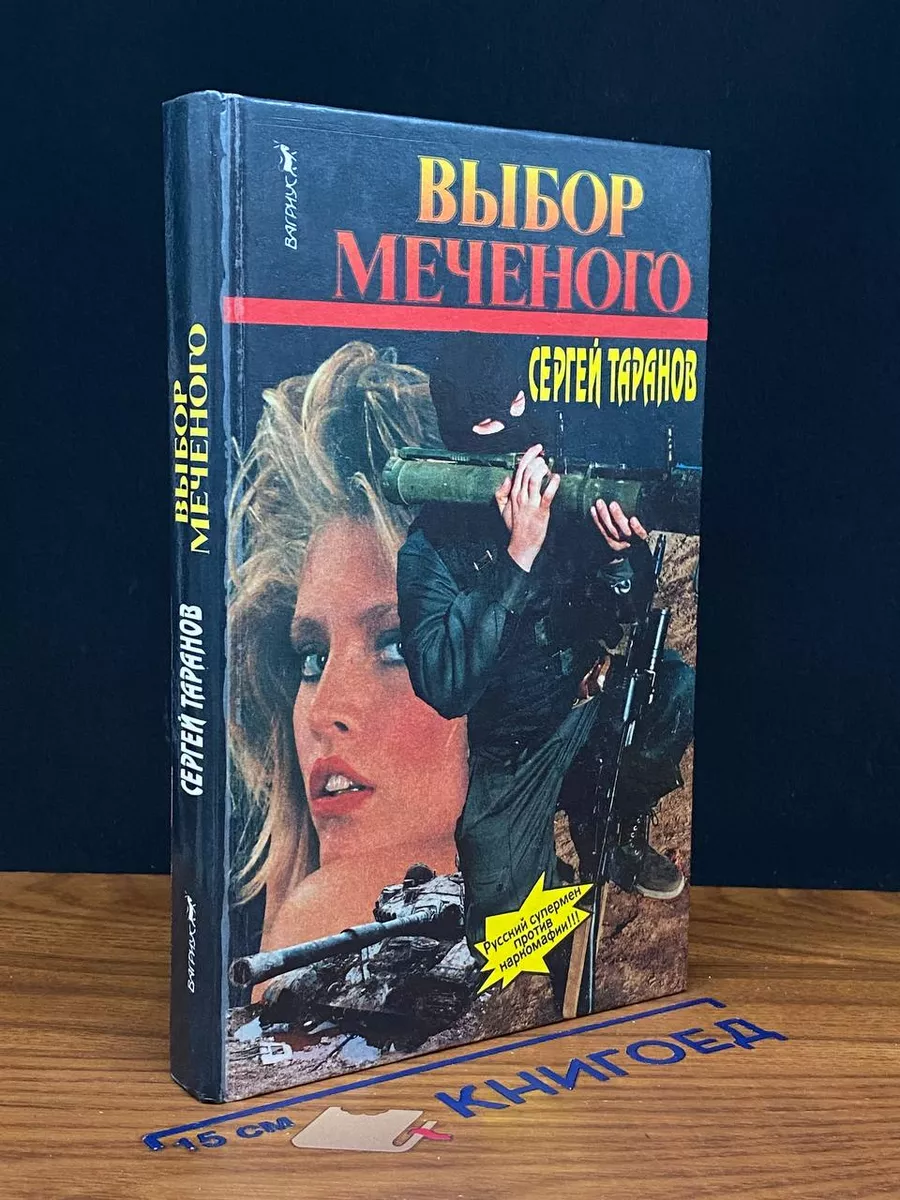 ВАГРИУС
ВЫБОР
МЕЧЕНОГО
СЕРГЕЙ ТАРАНОВ
Русский супермен
против
наркомафии!!!
ВЫБОР
МЕЧЕНОГО
СЕРГЕЙ ТАРАНОВ
ВАГРИУС
15 СМ
КНИГОЕД